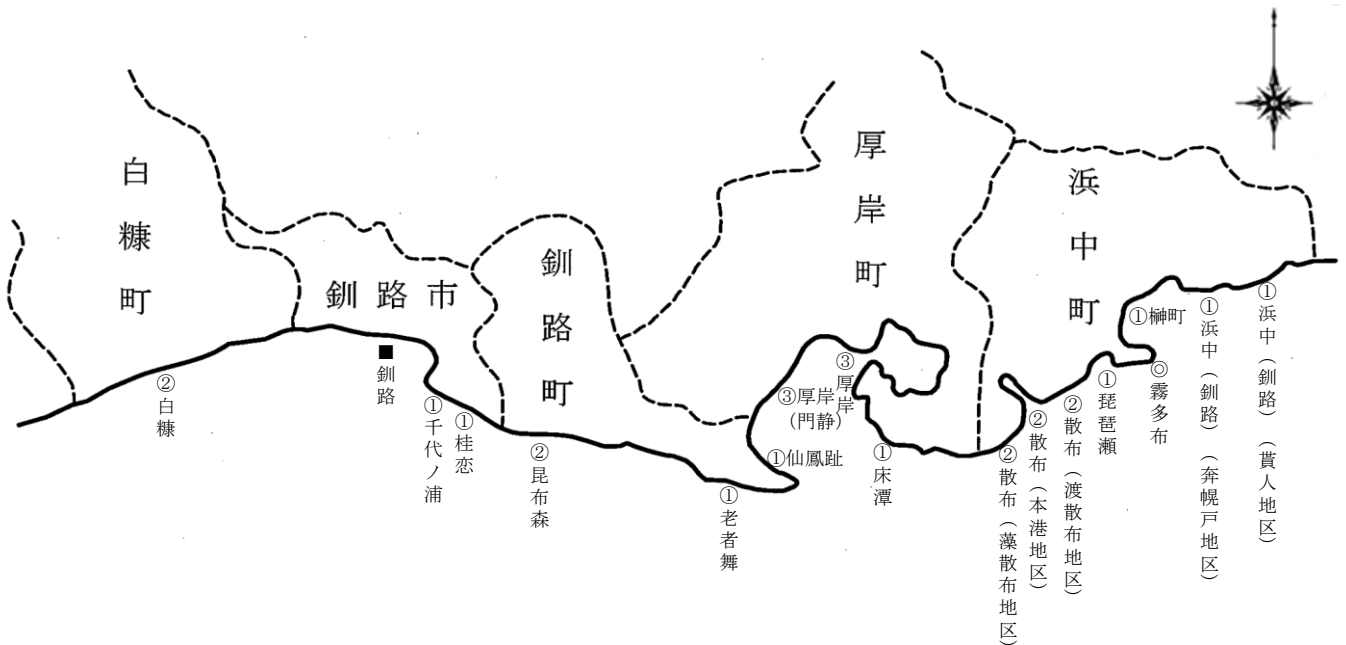 白糠町
釧路市
釧路町
厚岸町
浜中町
②白糠
■釧路
①千代ノ浦
①桂恋
②昆布森
①老者舞
①仙鳳趾
③厚岸
(門静)
③厚岸
①床潭
②散布(藻散布地区)
②散布(本港地区)
②散布(渡散布地区)
①琵琶瀬
◎霧多布
①榊町
①浜中(釧路)(奔幌戸地区)
①浜中(釧路)(貰人地区)